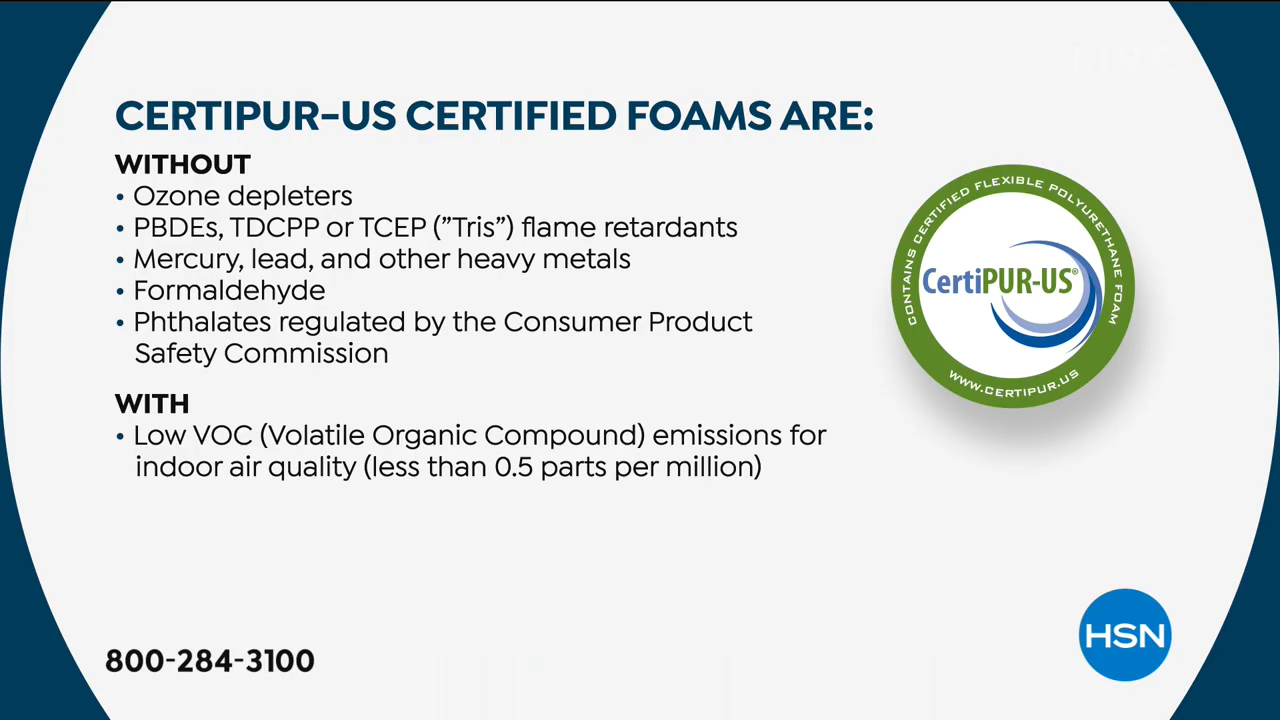 LIVE
CERTIPUR-US CERTIFIED FOAMS ARE:
WITHOUT
• Ozone depleters
• PBDEs, TDCPP or TCEP (”Tris”) flame retardants
• Mercury, lead, and other heavy metals
• Formaldehyde
• Phthalates regulated by the Consumer Product
Safety Commission
WITH
• Low VOC (Volatile Organic Compound) emissions for
indoor air quality (less than 0.5 parts per million)
CONTAINS CERTIFIED FLEXIBLE POLYURETHANE FOAM
CertiPUR-US®
WWW.CERTIPUR.US
800-284-3100
HSN